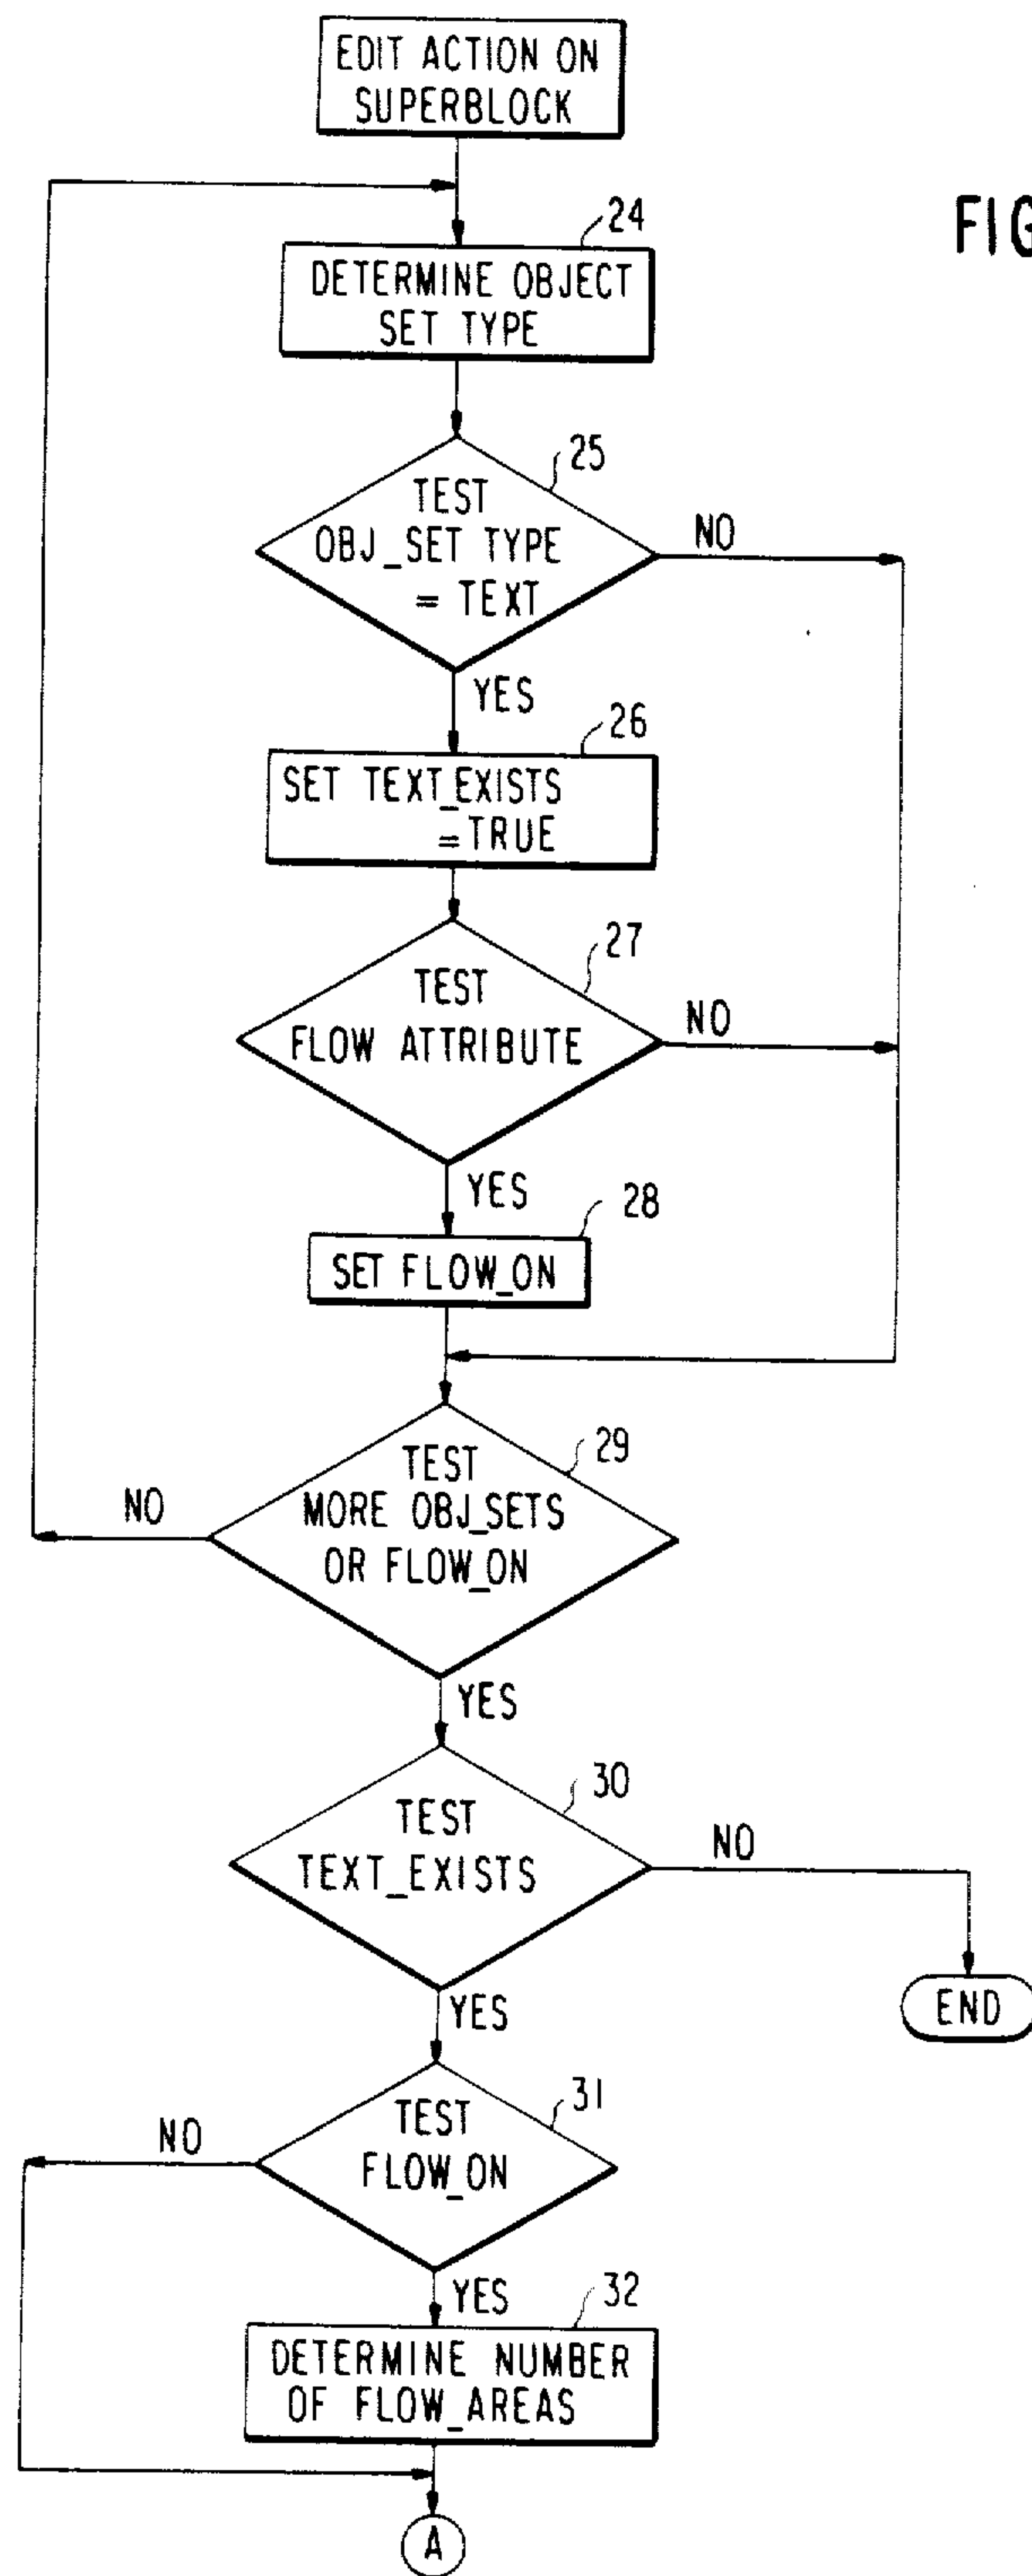 EDIT ACTION ON
SUPERBLOCK
FIG
24
DETERMINE OBJECT
SET TYPE
25
TEST
OBJ_SET TYPE
= TEXT
NO
YES
26
SET TEXT_EXISTS
=TRUE
27
TEST
FLOW ATTRIBUTE
NO
YES
28
SET FLOW_ON
29
TEST
MORE OBJ_SETS
OR FLOW_ON
NO
YES
30
TEST
TEXT_EXISTS
NO
YES
END
31
TEST
FLOW_ON
NO
YES
32
DETERMINE NUMBER
OF FLOW_AREAS
A